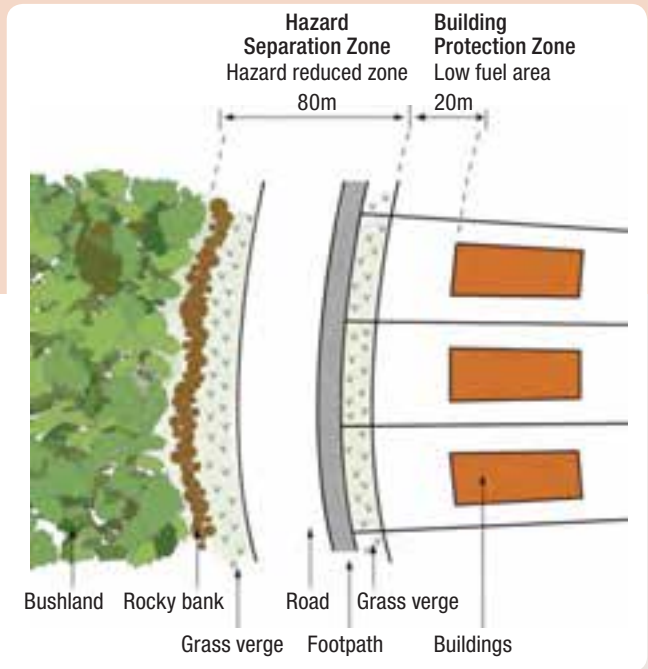 Hazard
Separation Zone
Hazard reduced zone
80m
Building
Protection Zone
Low fuel area
20m
Bushland
Rocky bank
Road
Grass verge
Grass verge
Footpath
Buildings